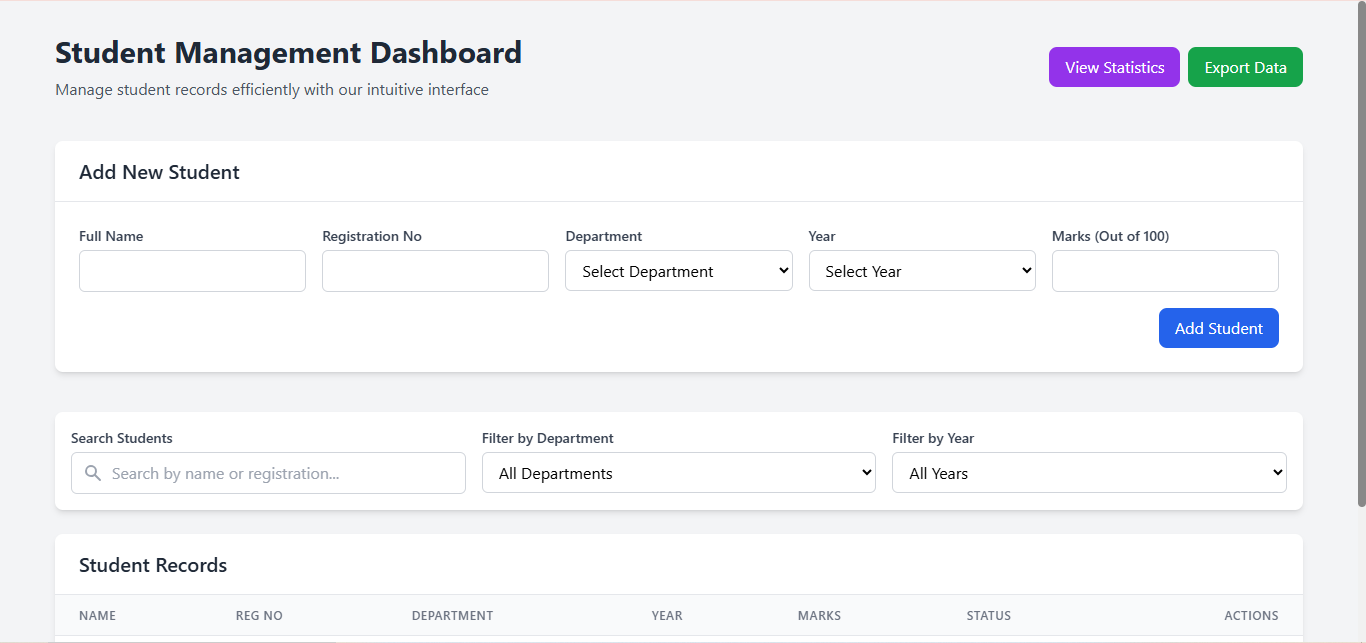 Student Management Dashboard
Manage student records efficiently with our intuitive interface
View Statistics
Export Data
Add New Student
Full Name
Registration No
Department
Year
Marks (Out of 100)
Select Department
Select Year
Add Student
Search Students
Filter by Department
Filter by Year
Search by name or registration...
All Departments
All Years
Student Records
NAME REG NO DEPARTMENT YEAR MARKS STATUS ACTIONS